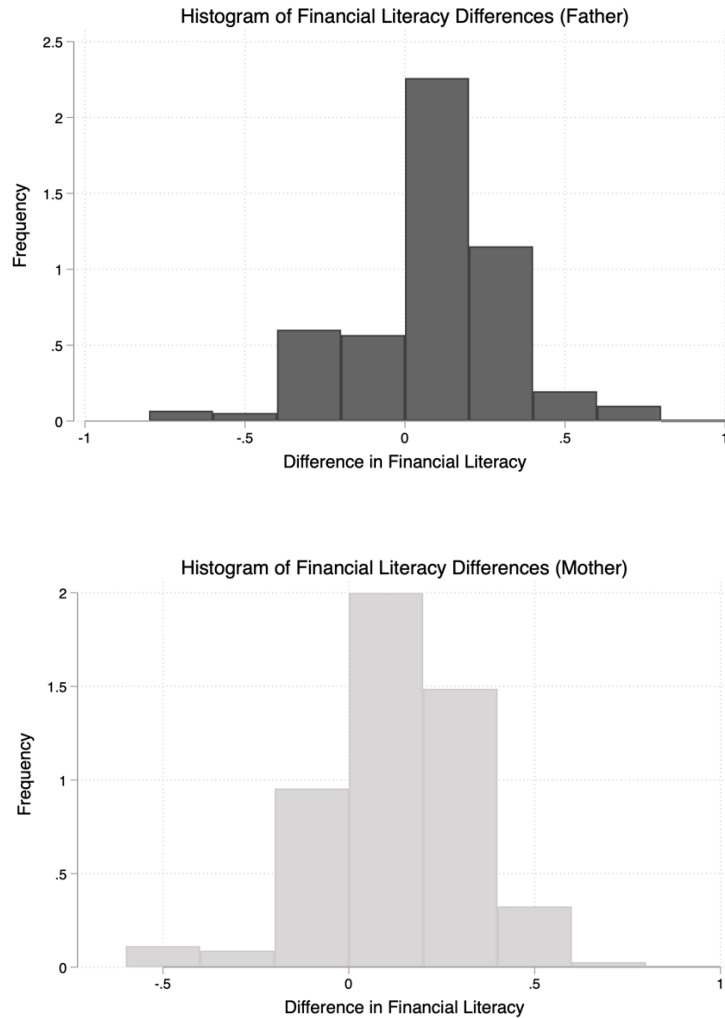 Histogram of Financial Literacy Differences (Father)
2.5
2
1.5
1
.5
0
Frequency
-1 -.5 0 .5 1
Difference in Financial Literacy
Histogram of Financial Literacy Differences (Mother)
2
1.5
1
.5
0
Frequency
-.5 0 .5 1
Difference in Financial Literacy